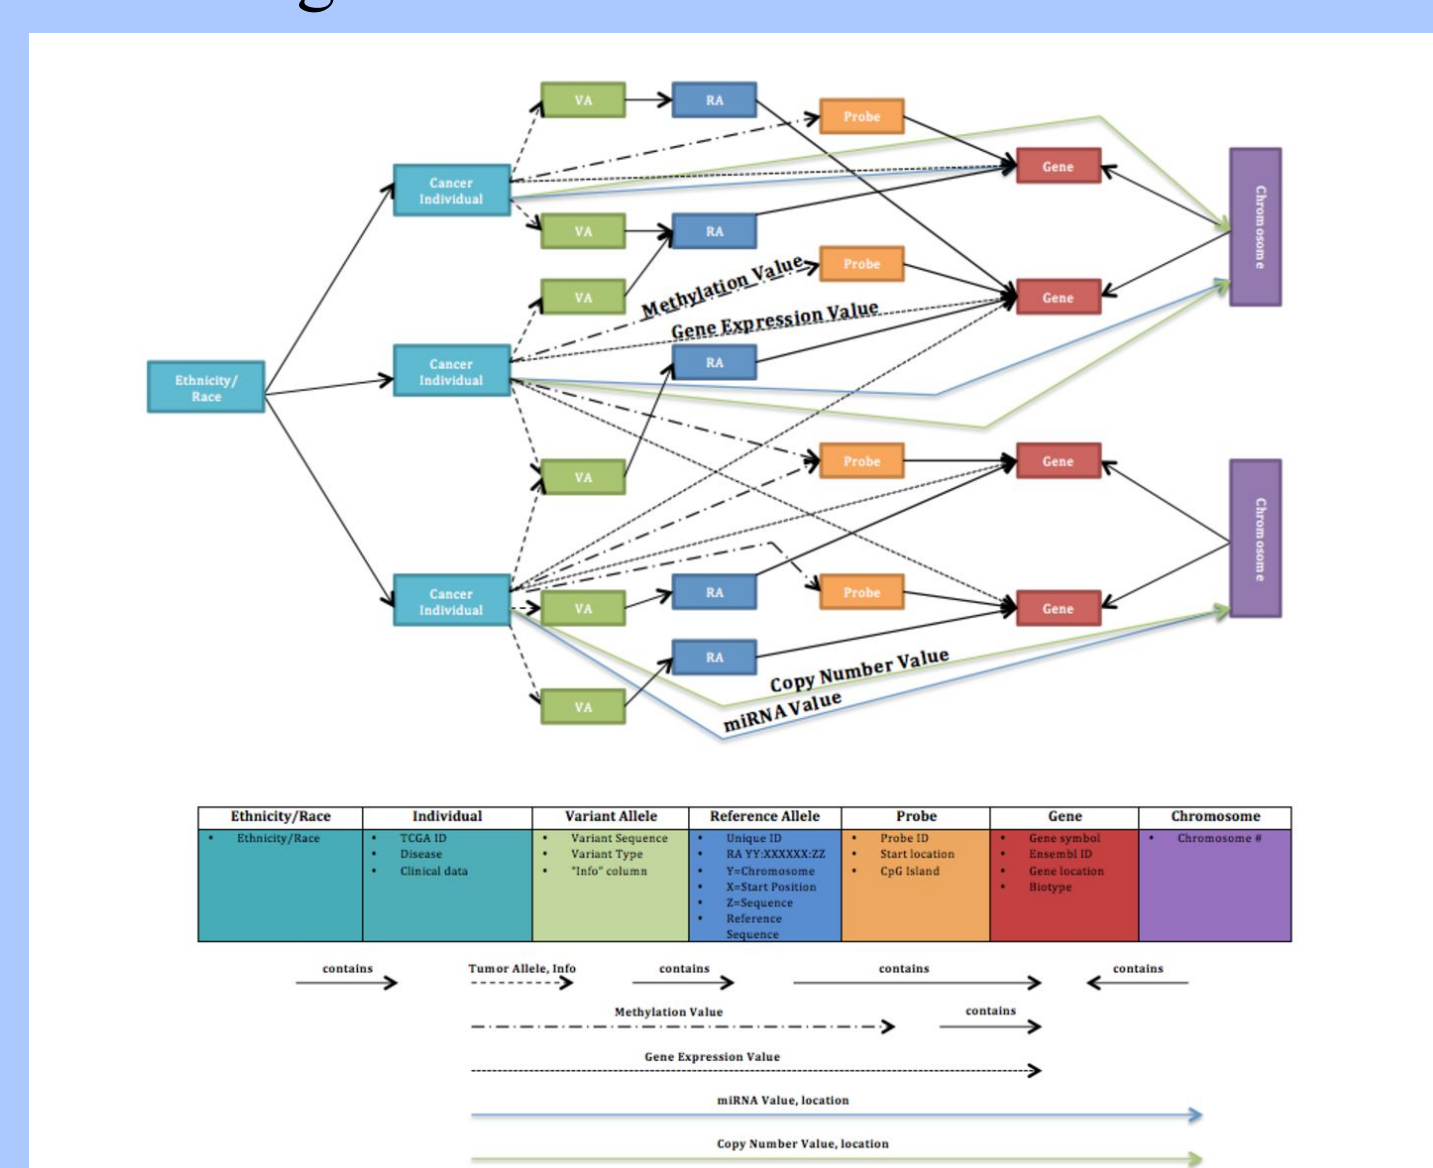 VA
RA
Probe
Cancer
Individual
Gene
Chromosome
VA
RA
Methylation Value
Probe
VA
Gene
Gene Expression Value
Cancer
Individual
RA
Ethnicity/
Race
VA
Probe
Gene
Chromosome
Cancer
Individual
VA
RA
Probe
Gene
RA
Copy Number Value
VA
miRNA Value
Ethnicity/Race
• Ethnicity/Race
Individual
• TCGA ID
• Disease
• Clinical data
Variant Allele
• Variant Sequence
• Variant Type
• "Info" column
Reference Allele
• Unique ID
• RA YY:XXXXXX:ZZ
• Y=Chromosome
• X=Start Position
• Z=Sequence
• Reference
Sequence
Probe
• Probe ID
• Start location
• CpG Island
Gene
• Gene symbol
• Ensembl ID
• Gene location
• Biotype
Chromosome
• Chromosome #
contains
Tumor Allele, Info
contains
contains
contains
Methylation Value
contains
Gene Expression Value
miRNA Value, location
Copy Number Value, location